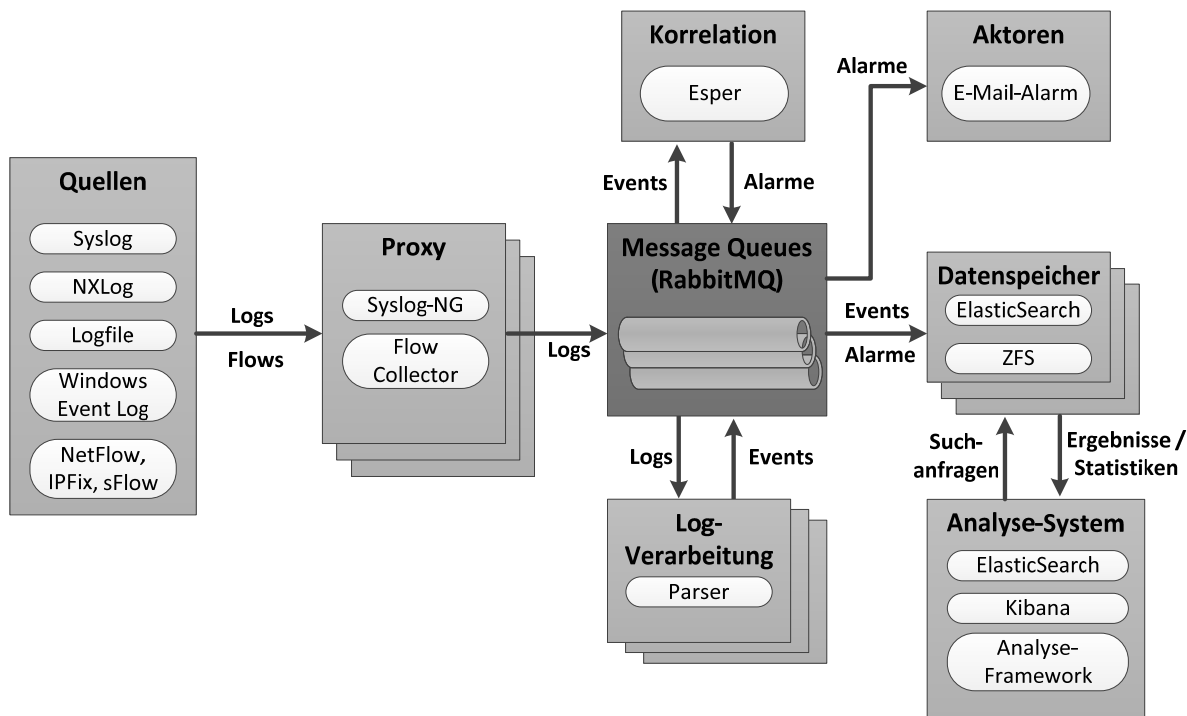 Quellen
Syslog
NXLog
Logfile
Windows
Event Log
NetFlow,
IPFix, sFlow
Logs
Flows
Proxy
Syslog-NG
Flow
Collector
Logs
Korrelation
Esper
Events
Alarme
Message Queues
(RabbitMQ)
Logs
Events
Log-
Verarbeitung
Parser
Alarme
Aktoren
E-Mail-Alarm
Events
Alarme
Datenspeicher
ElasticSearch
ZFS
Such-
anfragen
Ergebnisse /
Statistiken
Analyse-System
ElasticSearch
Kibana
Analyse-
Framework